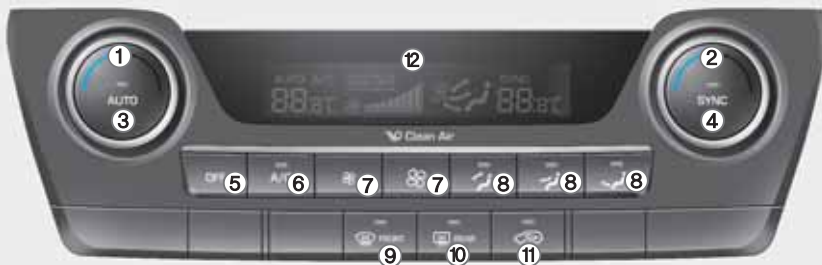 ① ②
⑫
AUTO A/C SYNC
88.8°C 88.8°C
AUTO SYNC
③ ④
Clean Air
OFF ⑤ A/C ⑥ ⑦ ⑦ ⑧ ⑧ ⑧
FRONT REAR
⑨ ⑩ ⑪